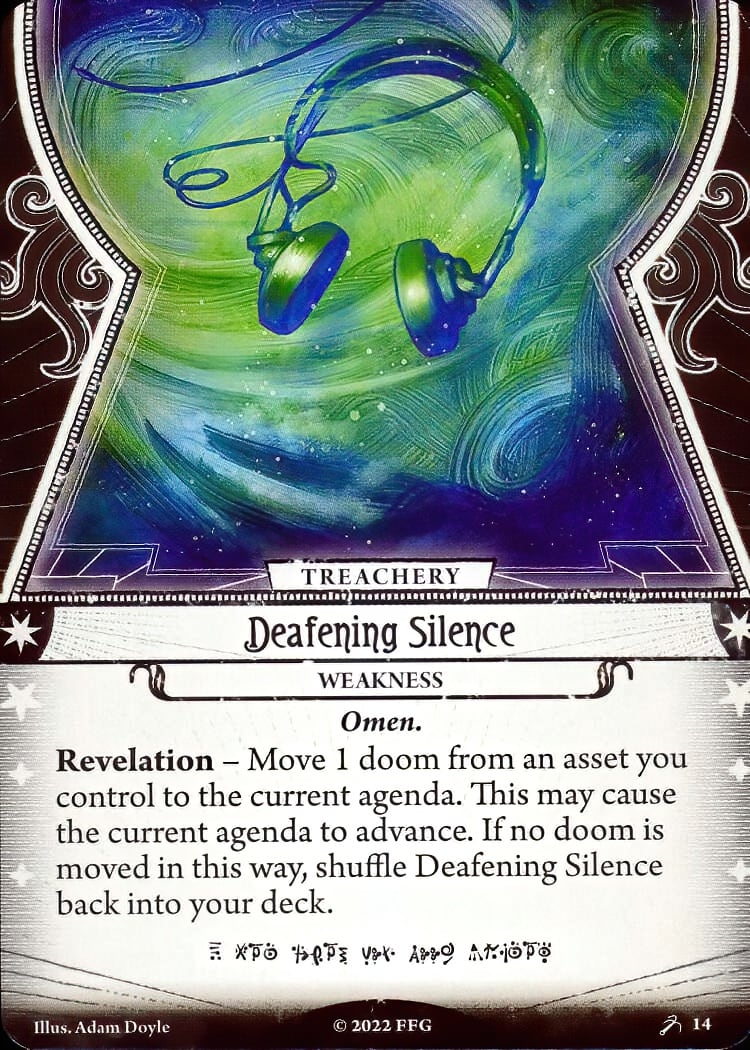 TREACHERY
Deafening Silence
WEAKNESS
Omen.
Revelation – Move 1 doom from an asset you
control to the current agenda. This may cause
the current agenda to advance. If no doom is
moved in this way, shuffle Deafening Silence
back into your deck.
Illus. Adam Doyle
© 2022 FFG
14